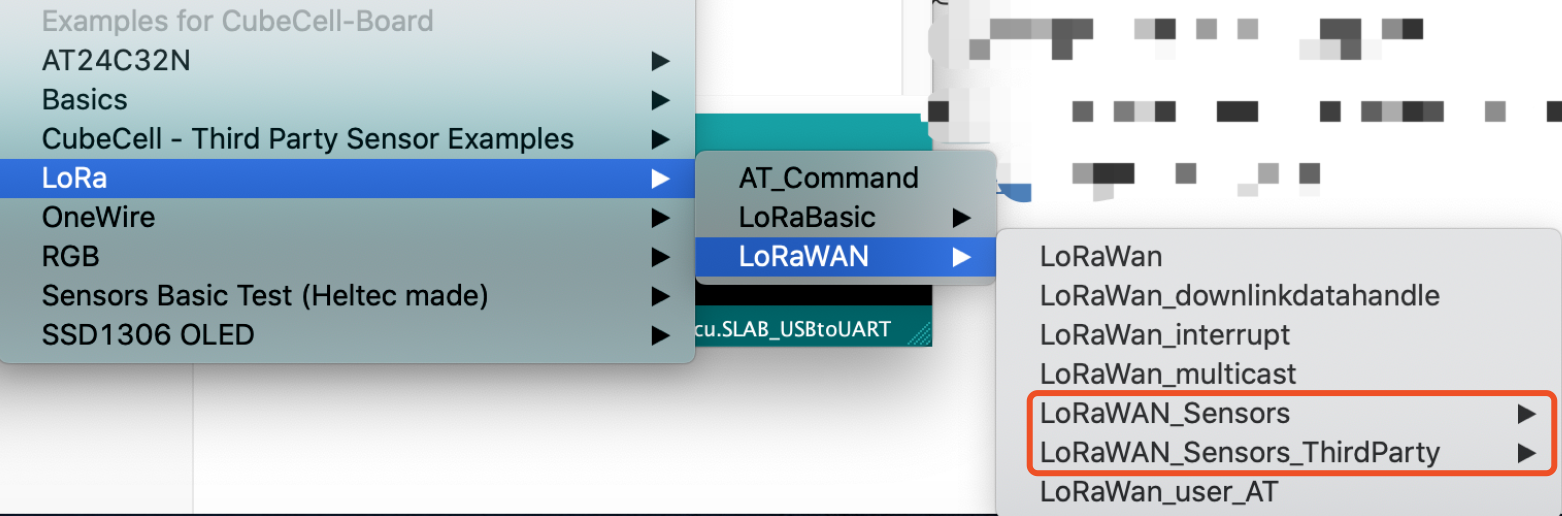 Examples for CubeCell-Board
AT24C32N
Basics
CubeCell - Third Party Sensor Examples
LoRa
OneWire
RGB
Sensors Basic Test (Heltec made)
SSD1306 OLED
AT_Command
LoRaBasic
LoRaWAN
cu.SLAB_USBtoUART
LoRaWan
LoRaWan_downlinkdatahandle
LoRaWan_interrupt
LoRaWan_multicast
LoRaWAN_Sensors
LoRaWAN_Sensors_ThirdParty
LoRaWan_user_AT